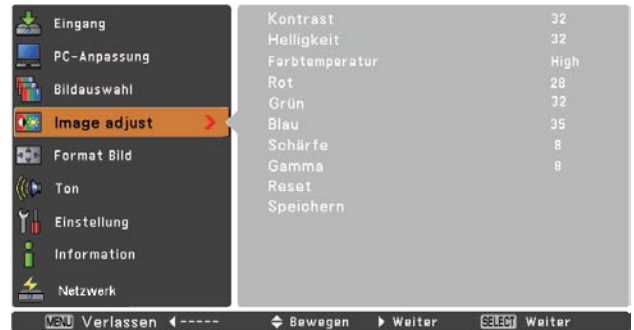 Eingang
PC-Anpassung
Bildauswahl
Image adjust
Format Bild
Ton
Einstellung
Information
Netzwerk
Kontrast 32
Helligkeit 32
Farbtemperatur High
Rot 28
Grün 32
Blau 35
Schärfe 8
Gamma 8
Reset
Speichern
MENU Verlassen ◀----- Bewegen ▶ Weiter SELECT Weiter